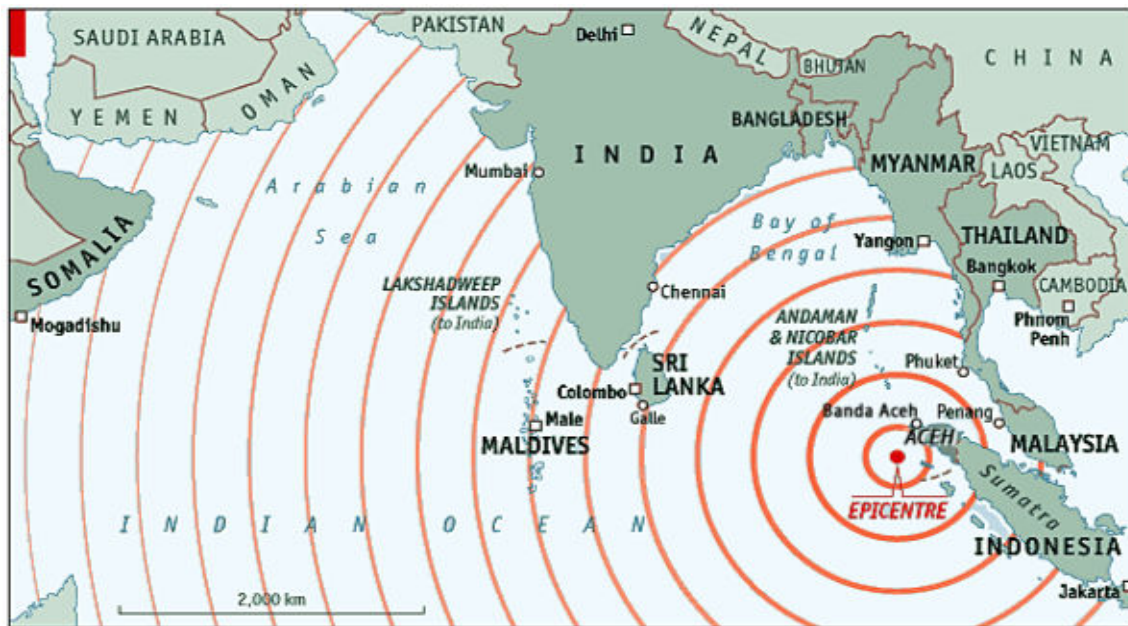 SAUDI ARABIA
YEMEN
OMAN
PAKISTAN
Delhi
NEPAL
BHUTAN
CHINA
BANGLADESH
INDIA
MYANMAR
VIETNAM
LAOS
Mumbai
Arabian
Sea
Bay of
Bengal
Yangon
THAILAND
Bangkok
CAMBODIA
Phnom
Penh
SOMALIA
Mogadishu
LAKSHADWEEP
ISLANDS
(to India)
Chennai
ANDAMAN
& NICOBAR
ISLANDS
(to India)
Phuket
SRI
LANKA
Colombo
Galle
Male
MALDIVES
Banda Aceh
Penang
ACEH
MALAYSIA
Sumatra
EPICENTRE
INDIAN OCEAN
INDONESIA
Jakarta
2,000 km